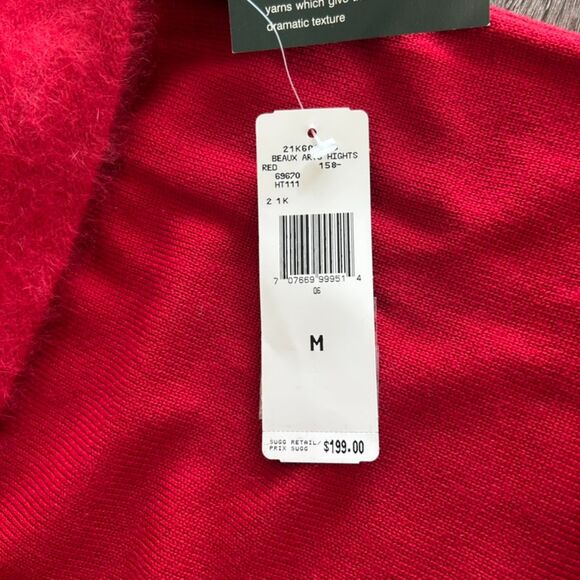 yarns which give
dramatic texture
BEAUX ARTS HIGHTS
RED 158-
69670
HT111
2 1K
7 07669 99951 4
06
M
SUGG RETAIL/
PRIX SUGG $199.00